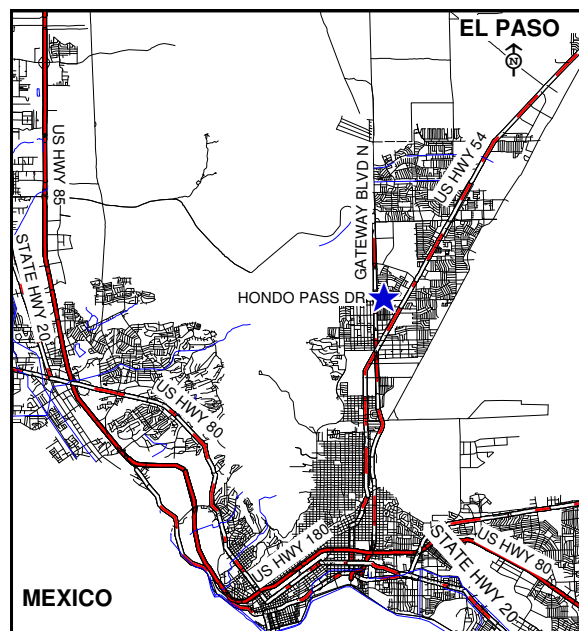 EL PASO
N
US HWY 85
GATEWAY BLVD N
US HWY 54
STATE HWY 20
HONDO PASS DR
US HWY 80
US HWY 180
STATE HWY 20
US HWY 80
MEXICO